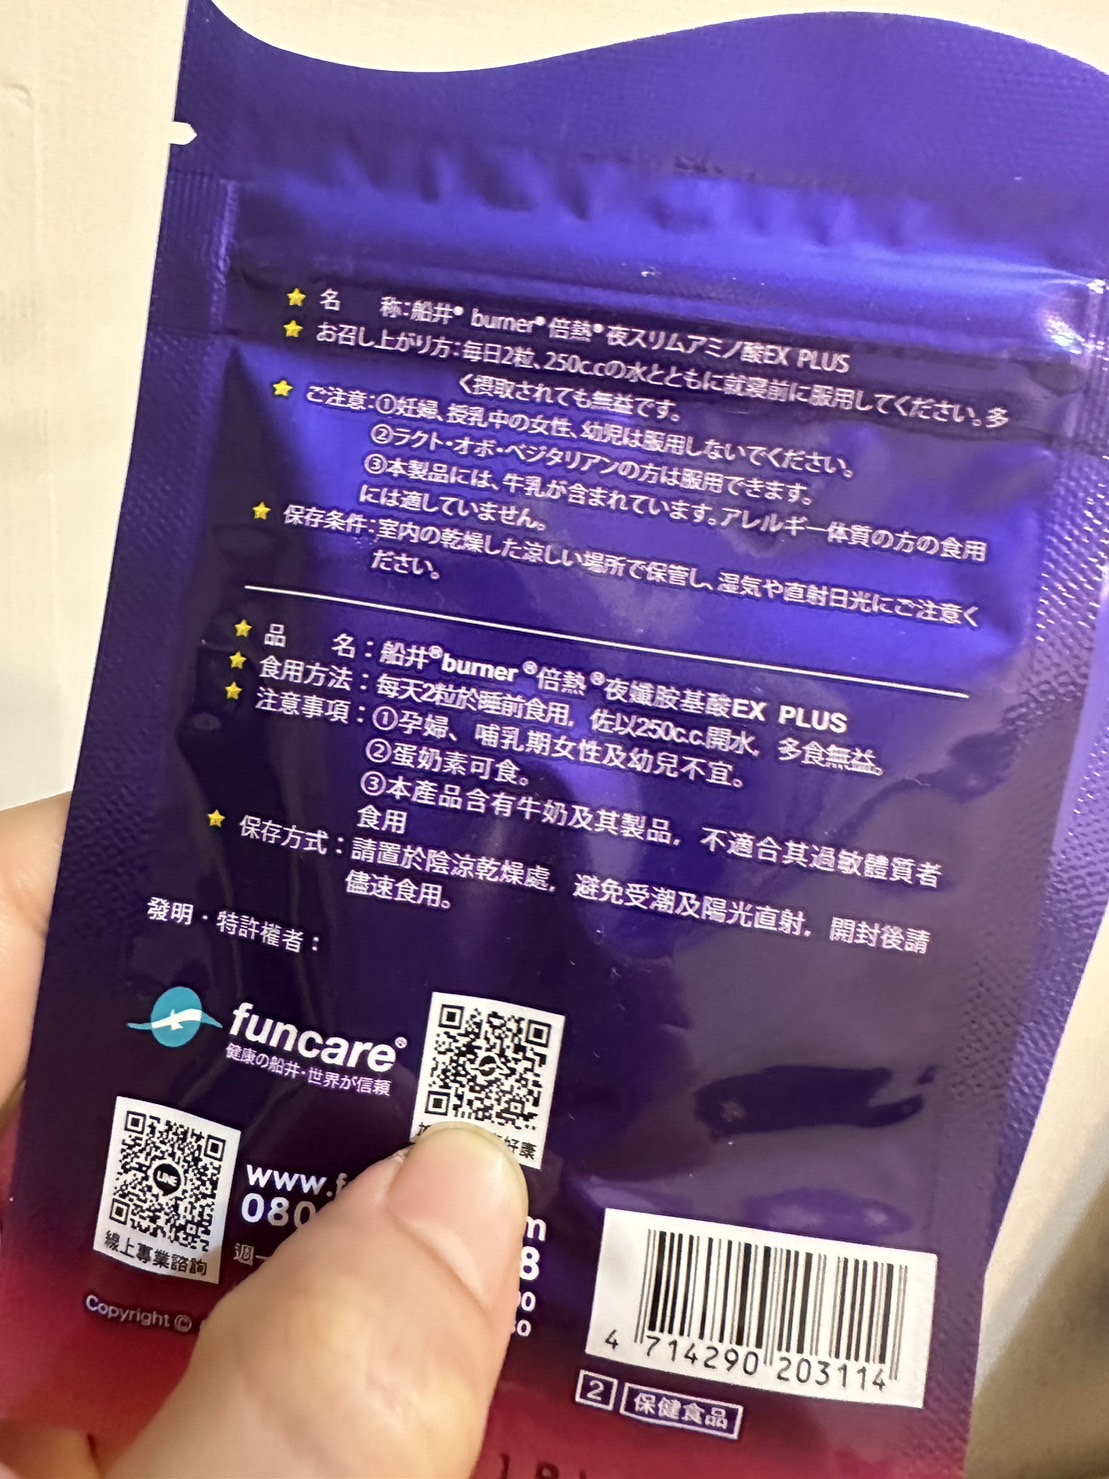 名 称：船井® burner® 倍熱® 夜スリムアミノ酸EX PLUS
お召し上がり方：毎日2粒、250c.cの水とともに就寝前に服用してください。多
く摂取されても無益です。
ご注意：①妊婦、授乳中の女性、幼児は服用しないでください。
②ラクト・オボ・ベジタリアンの方は服用できます。
③本製品には、牛乳が含まれています。アレルギー体質の方の食用
には適していません。
保存条件：室内の乾燥した涼しい場所で保管し、湿気や直射日光にご注意く
ださい。
品 名：船井®burner®倍熱®夜孅胺基酸EX PLUS
食用方法：每天2粒於睡前食用，佐以250c.c.開水，多食無益。
注意事項：①孕婦、哺乳期女性及幼兒不宜。
②蛋奶素可食。
③本產品含有牛奶及其製品，不適合其過敏體質者
食用
保存方式：請置於陰涼乾燥處，避免受潮及陽光直射，開封後請
儘速食用。
發明・特許權者：
funcare®
健康の船井・世界が信頼
好康
LINE
線上專業諮詢
www.
080
m
8
週一
Copyright ©
4 714290 203114
2 保健食品